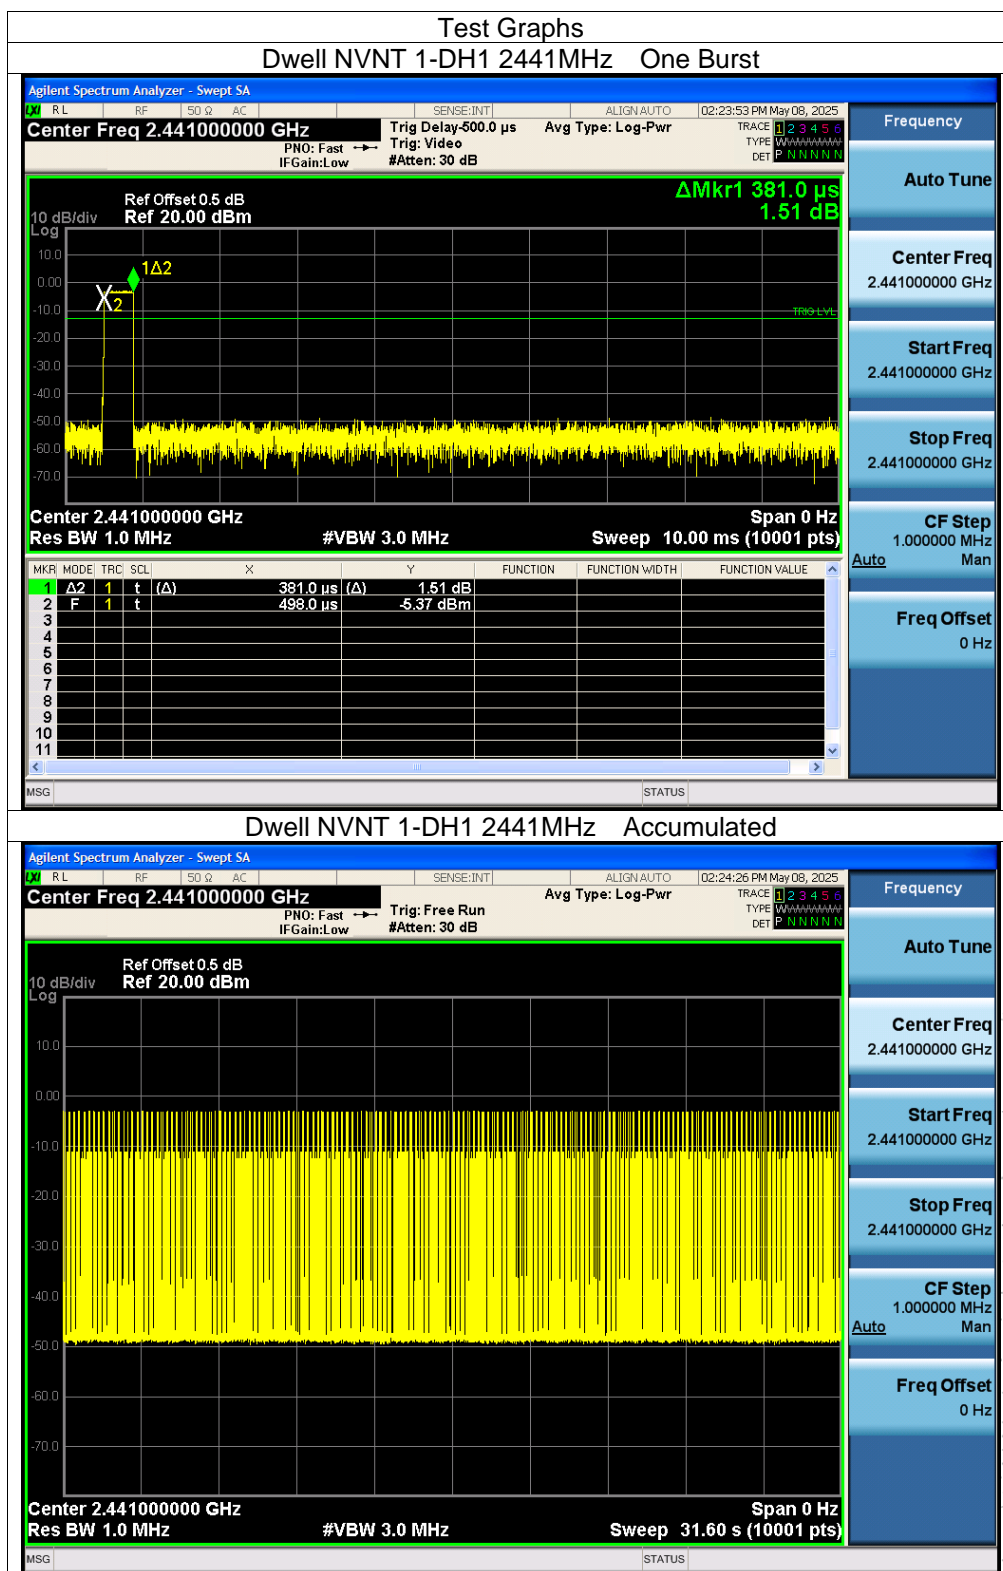 Test Graphs
Dwell NVNT 1-DH1 2441MHz One Burst
Agilent Spectrum Analyzer - Swept SA
LXI RL RF 50 Ω AC SENSE:INT ALIGN AUTO 02:23:53 PM May 08, 2025
Center Freq 2.441000000 GHz Trig Delay-500.0 µs Avg Type: Log-Pwr TRACE 1 2 3 4 5 6
PNO: Fast Trig: Video TYPE WWWWWW
IFGain:Low #Atten: 30 dB DET P N N N N N
Frequency
Auto Tune
Center Freq
2.441000000 GHz
Start Freq
2.441000000 GHz
Stop Freq
2.441000000 GHz
CF Step
1.000000 MHz
Auto Man
Freq Offset
0 Hz
ΔMkr1 381.0 µs
1.51 dB
Ref Offset 0.5 dB
10 dB/div Ref 20.00 dBm
Log
10.0
0.00
-10.0
-20.0
-30.0
-40.0
-50.0
-60.0
-70.0
1Δ2
X2
TRIG LVL
Center 2.441000000 GHz Span 0 Hz
Res BW 1.0 MHz #VBW 3.0 MHz Sweep 10.00 ms (10001 pts)
MKR MODE TRC SCL X Y FUNCTION FUNCTION WIDTH FUNCTION VALUE
1 Δ2 1 t (Δ) 381.0 µs (Δ) 1.51 dB
2 F 1 t 498.0 µs -5.37 dBm
3
4
5
6
7
8
9
10
11
MSG STATUS
Dwell NVNT 1-DH1 2441MHz Accumulated
Agilent Spectrum Analyzer - Swept SA
LXI RL RF 50 Ω AC SENSE:INT ALIGN AUTO 02:24:26 PM May 08, 2025
Center Freq 2.441000000 GHz Avg Type: Log-Pwr TRACE 1 2 3 4 5 6
PNO: Fast Trig: Free Run TYPE WWWWWW
IFGain:Low #Atten: 30 dB DET P N N N N N
Frequency
Auto Tune
Center Freq
2.441000000 GHz
Start Freq
2.441000000 GHz
Stop Freq
2.441000000 GHz
CF Step
1.000000 MHz
Auto Man
Freq Offset
0 Hz
Ref Offset 0.5 dB
10 dB/div Ref 20.00 dBm
Log
10.0
0.00
-10.0
-20.0
-30.0
-40.0
-50.0
-60.0
-70.0
Center 2.441000000 GHz Span 0 Hz
Res BW 1.0 MHz #VBW 3.0 MHz Sweep 31.60 s (10001 pts)
MSG STATUS